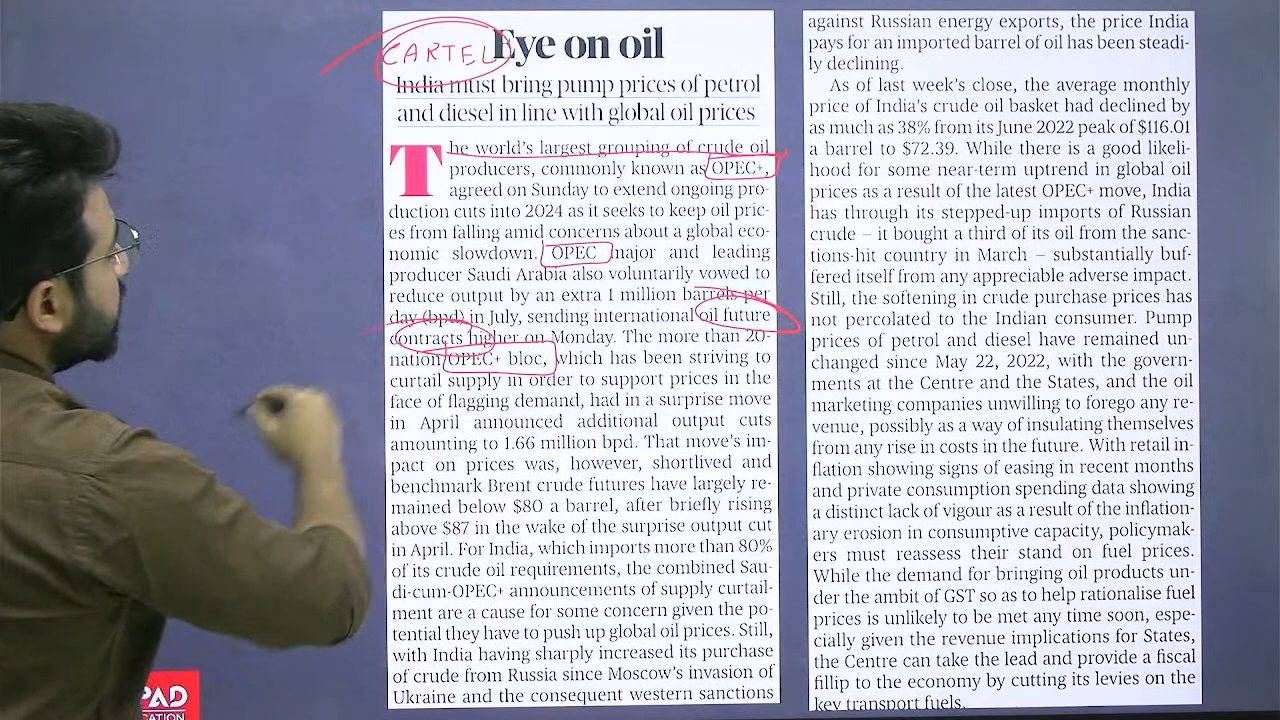 CARTEL
Eye on oil
India must bring pump prices of petrol
and diesel in line with global oil prices
The world's largest grouping of crude oil
producers, commonly known as OPEC+,
agreed on Sunday to extend ongoing pro-
duction cuts into 2024 as it seeks to keep oil pric-
es from falling amid concerns about a global eco-
nomic slowdown. OPEC major and leading
producer Saudi Arabia also voluntarily vowed to
reduce output by an extra 1 million barrels per
day (bpd) in July, sending international oil future
contracts higher on Monday. The more than 20-
nation OPEC+ bloc, which has been striving to
curtail supply in order to support prices in the
face of flagging demand, had in a surprise move
in April announced additional output cuts
amounting to 1.66 million bpd. That move's im-
pact on prices was, however, shortlived and
benchmark Brent crude futures have largely re-
mained below $80 a barrel, after briefly rising
above $87 in the wake of the surprise output cut
in April. For India, which imports more than 80%
of its crude oil requirements, the combined Sau-
di-cum-OPEC+ announcements of supply curtail-
ment are a cause for some concern given the po-
tential they have to push up global oil prices. Still,
with India having sharply increased its purchase
of crude from Russia since Moscow's invasion of
Ukraine and the consequent western sanctions
against Russian energy exports, the price India
pays for an imported barrel of oil has been steadi-
ly declining.
As of last week's close, the average monthly
price of India's crude oil basket had declined by
as much as 38% from its June 2022 peak of $116.01
a barrel to $72.39. While there is a good likeli-
hood for some near-term uptrend in global oil
prices as a result of the latest OPEC+ move, India
has through its stepped-up imports of Russian
crude – it bought a third of its oil from the sanc-
tions-hit country in March – substantially buf-
fered itself from any appreciable adverse impact.
Still, the softening in crude purchase prices has
not percolated to the Indian consumer. Pump
prices of petrol and diesel have remained un-
changed since May 22, 2022, with the govern-
ments at the Centre and the States, and the oil
marketing companies unwilling to forego any re-
venue, possibly as a way of insulating themselves
from any rise in costs in the future. With retail in-
flation showing signs of easing in recent months
and private consumption spending data showing
a distinct lack of vigour as a result of the inflation-
ary erosion in consumptive capacity, policymak-
ers must reassess their stand on fuel prices.
While the demand for bringing oil products un-
der the ambit of GST so as to help rationalise fuel
prices is unlikely to be met any time soon, espe-
cially given the revenue implications for States,
the Centre can take the lead and provide a fiscal
fillip to the economy by cutting its levies on the
key transport fuels.
PAD
CATION